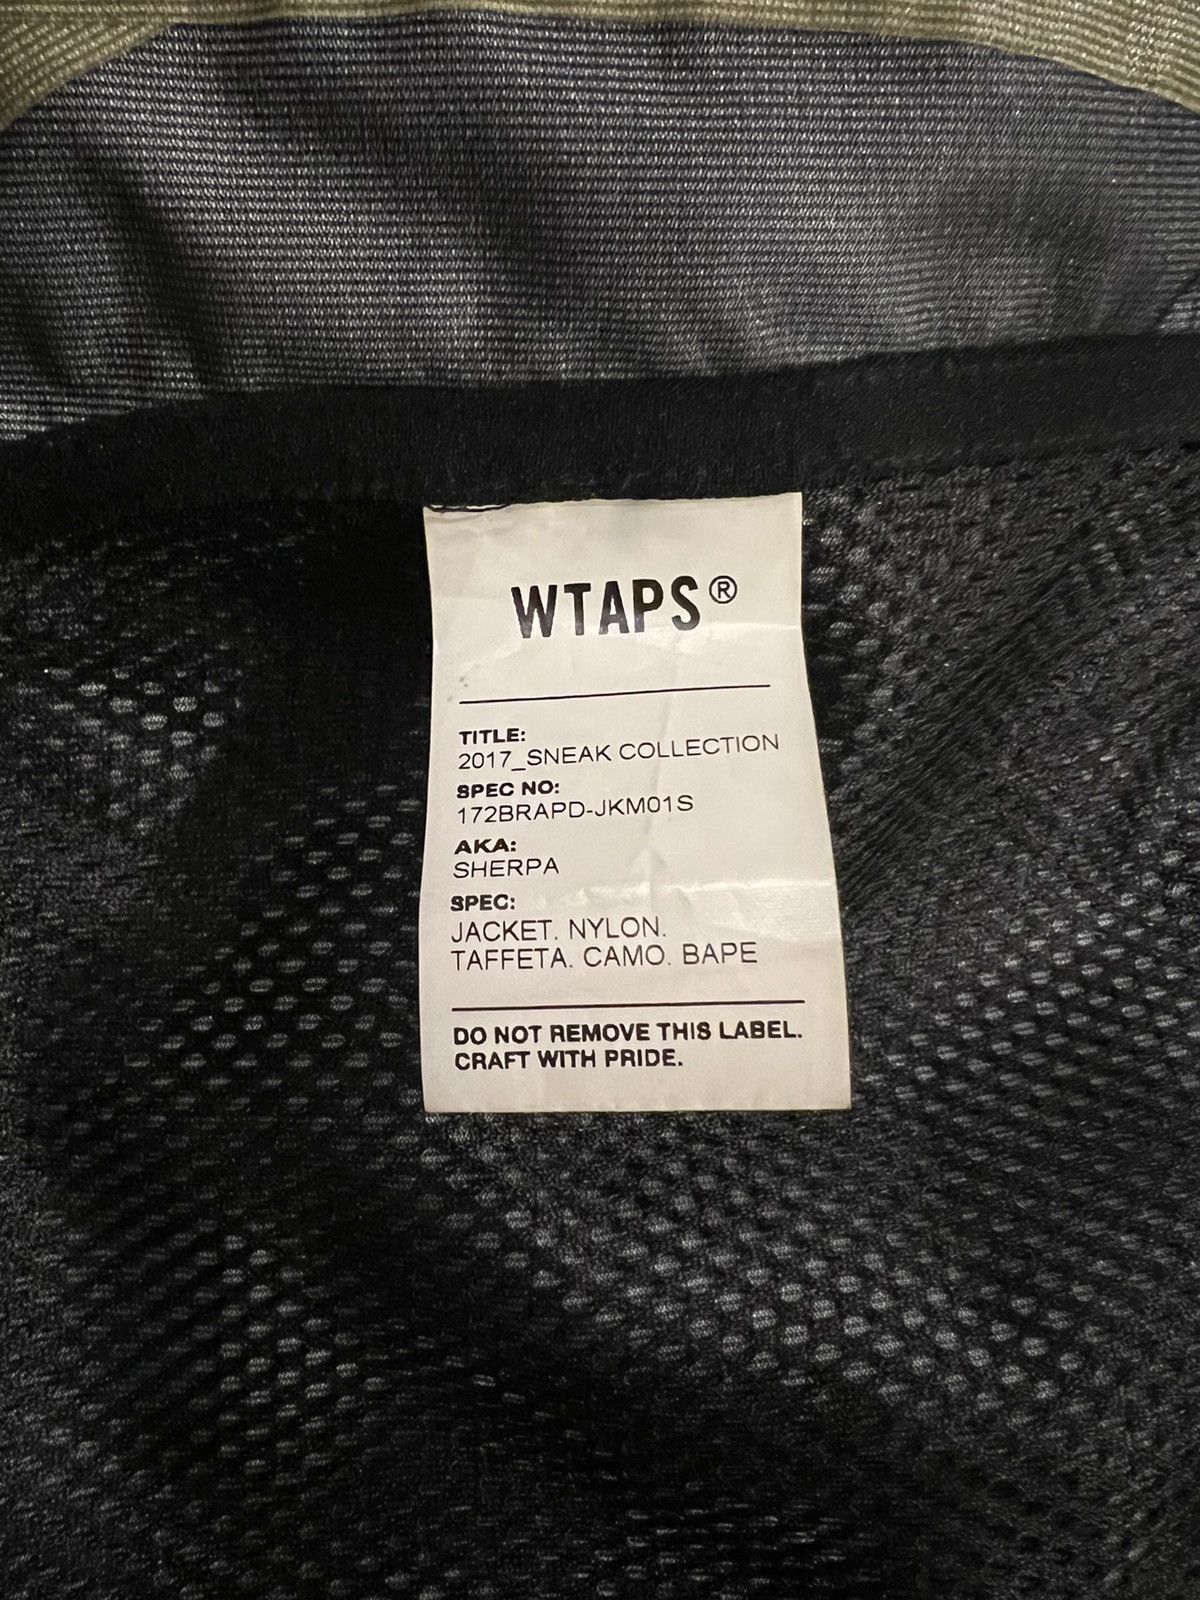 WTAPS®
TITLE:
2017_SNEAK COLLECTION
SPEC NO:
172BRAPD-JKM01S
AKA:
SHERPA
SPEC:
JACKET. NYLON.
TAFFETA. CAMO. BAPE
DO NOT REMOVE THIS LABEL.
CRAFT WITH PRIDE.